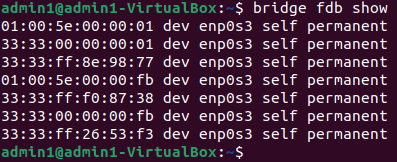 admin1@admin1-VirtualBox:~$ bridge fdb show
01:00:5e:00:00:01 dev enp0s3 self permanent
33:33:00:00:00:01 dev enp0s3 self permanent
33:33:ff:8e:98:77 dev enp0s3 self permanent
01:00:5e:00:00:fb dev enp0s3 self permanent
33:33:ff:f0:87:38 dev enp0s3 self permanent
33:33:00:00:00:fb dev enp0s3 self permanent
33:33:ff:26:53:f3 dev enp0s3 self permanent
admin1@admin1-VirtualBox:~$